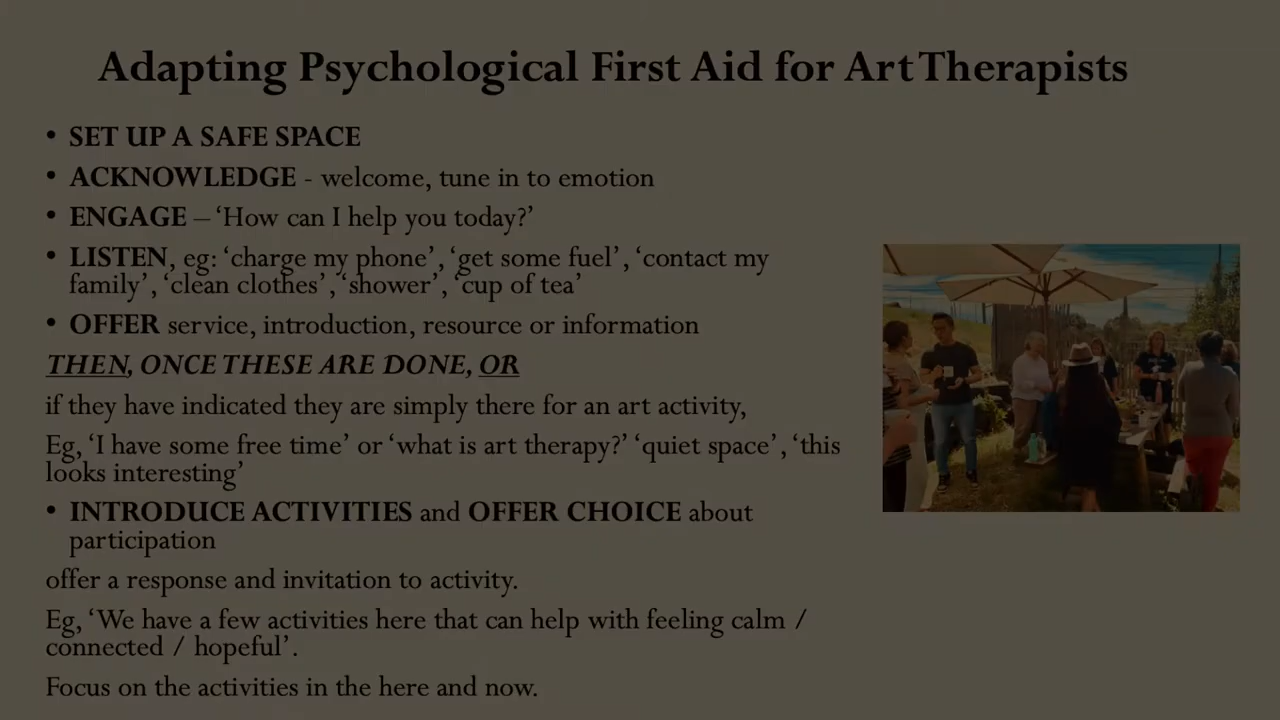 Adapting Psychological First Aid for Art Therapists
• SET UP A SAFE SPACE
• ACKNOWLEDGE - welcome, tune in to emotion
• ENGAGE – ‘How can I help you today?’
• LISTEN, eg: ‘charge my phone’, ‘get some fuel’, ‘contact my
family’, ‘clean clothes’, ‘shower’, ‘cup of tea’
• OFFER service, introduction, resource or information
THEN, ONCE THESE ARE DONE, OR
if they have indicated they are simply there for an art activity,
Eg, ‘I have some free time’ or ‘what is art therapy?’ ‘quiet space’, ‘this
looks interesting’
• INTRODUCE ACTIVITIES and OFFER CHOICE about
participation
offer a response and invitation to activity.
Eg, ‘We have a few activities here that can help with feeling calm /
connected / hopeful’.
Focus on the activities in the here and now.